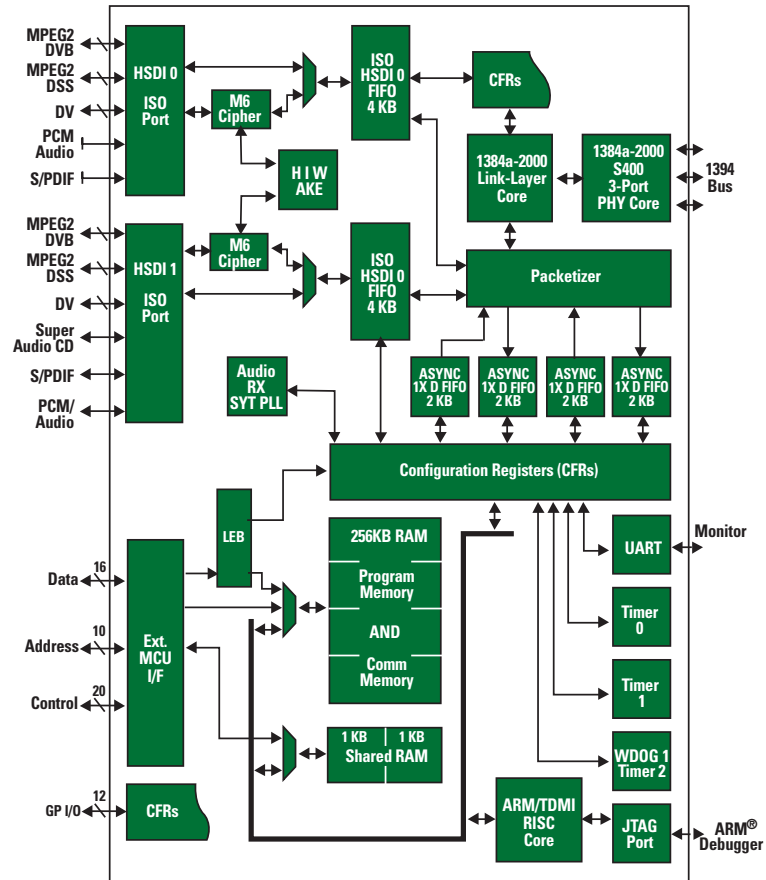 MPEG2
DVB
MPEG2
DSS
DV
PCM
Audio
S/PDIF
HSDI 0
ISO
Port
M6
Cipher
H I W
AKE
ISO
HSDI 0
FIFO
4 KB
CFRs
1384a-2000
Link-Layer
Core
1384a-2000
S400
3-Port
PHY Core
1394
Bus
MPEG2
DVB
MPEG2
DSS
DV
Super
Audio CD
S/PDIF
PCM/
Audio
HSDI 1
ISO
Port
M6
Cipher
ISO
HSDI 0
FIFO
4 KB
Packetizer
Audio
RX
SYT PLL
ASYNC
1X D FIFO
2 KB
ASYNC
1X D FIFO
2 KB
ASYNC
1X D FIFO
2 KB
ASYNC
1X D FIFO
2 KB
Configuration Registers (CFRs)
LEB
256KB RAM
Program
Memory
AND
Comm
Memory
UART
Monitor
Timer
0
Timer
1
WDOG 1
Timer 2
Data
16
Address
10
Control
20
Ext.
MCU
I/F
1 KB
1 KB
Shared RAM
GP I/O
12
CFRs
ARM/TDMI
RISC
Core
JTAG
Port
ARM®
Debugger